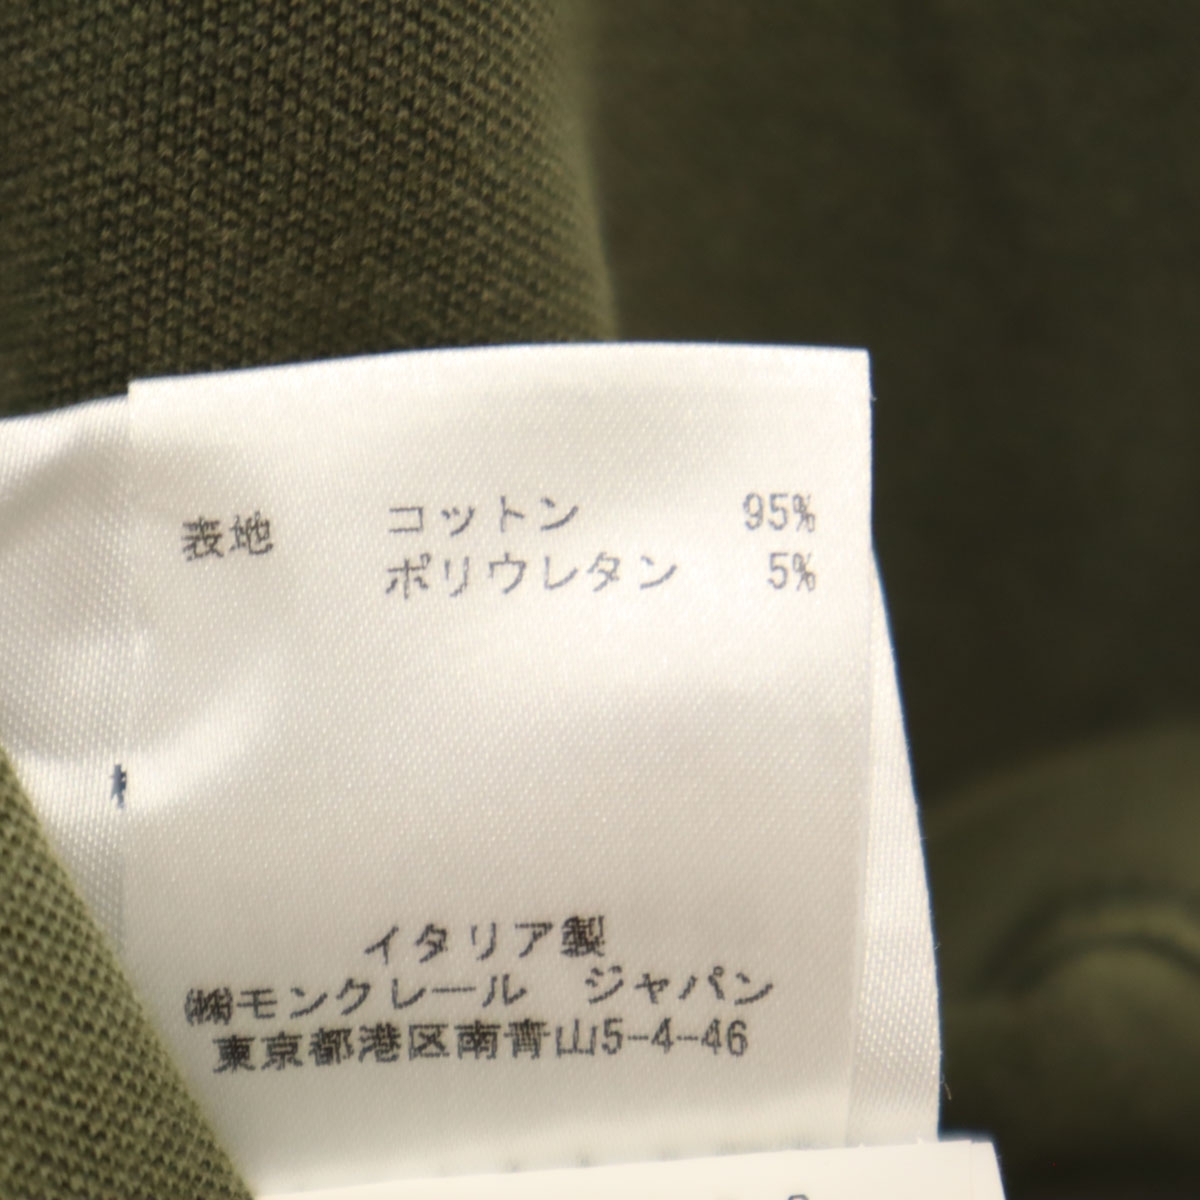 表地 コットン 95%
ポリウレタン 5%
イタリア製
㈱モンクレール ジャパン
東京都港区南青山5-4-46